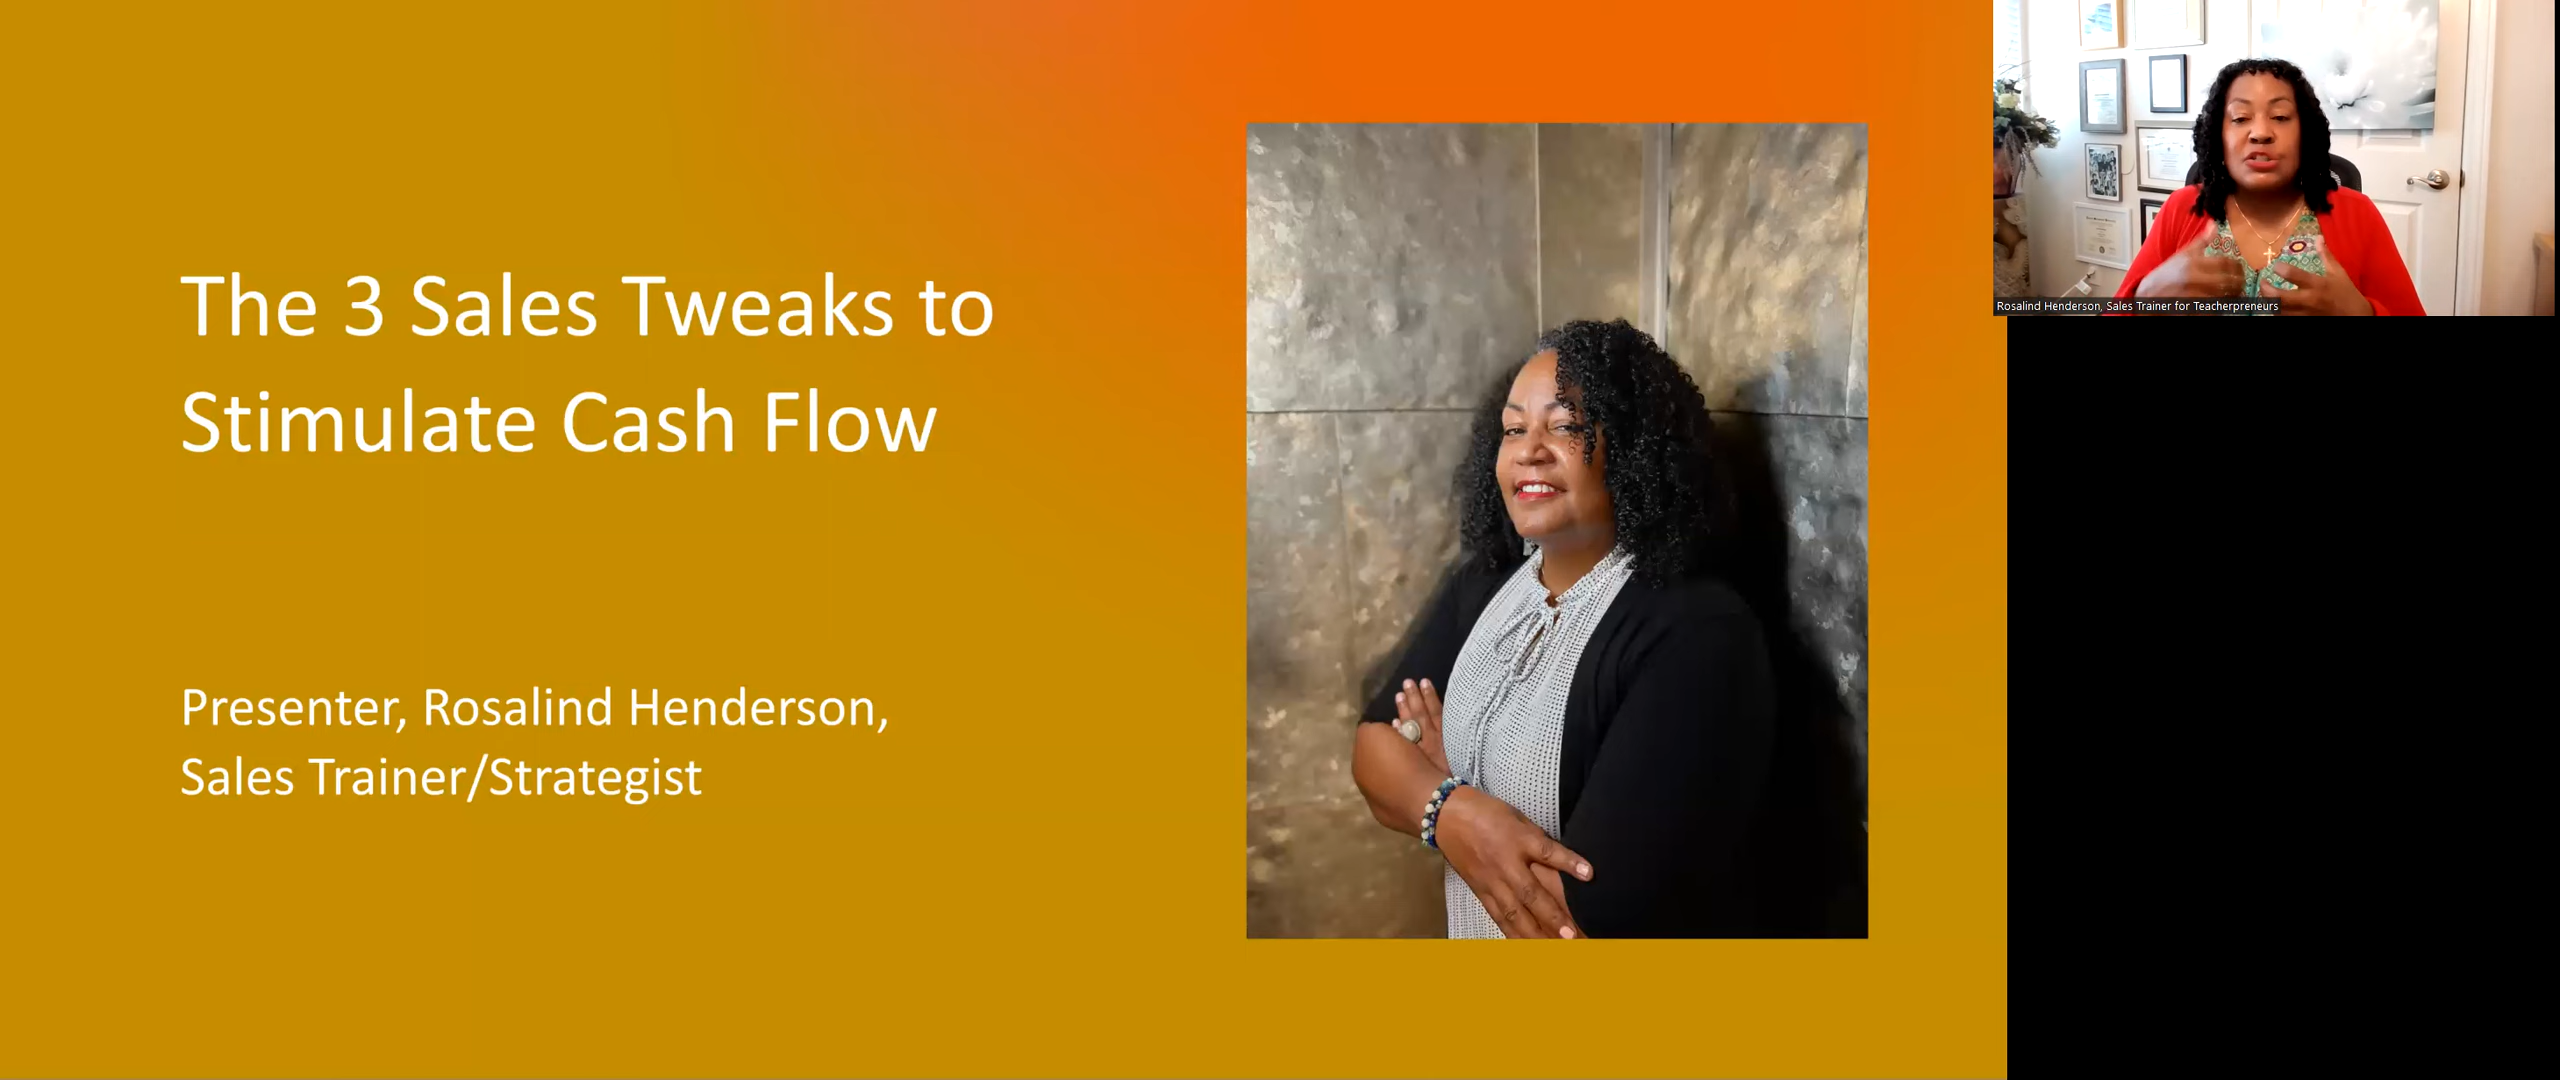 The 3 Sales Tweaks to
Stimulate Cash Flow
Presenter, Rosalind Henderson,
Sales Trainer/Strategist
Rosalind Henderson, Sales Trainer for Teacherpreneurs